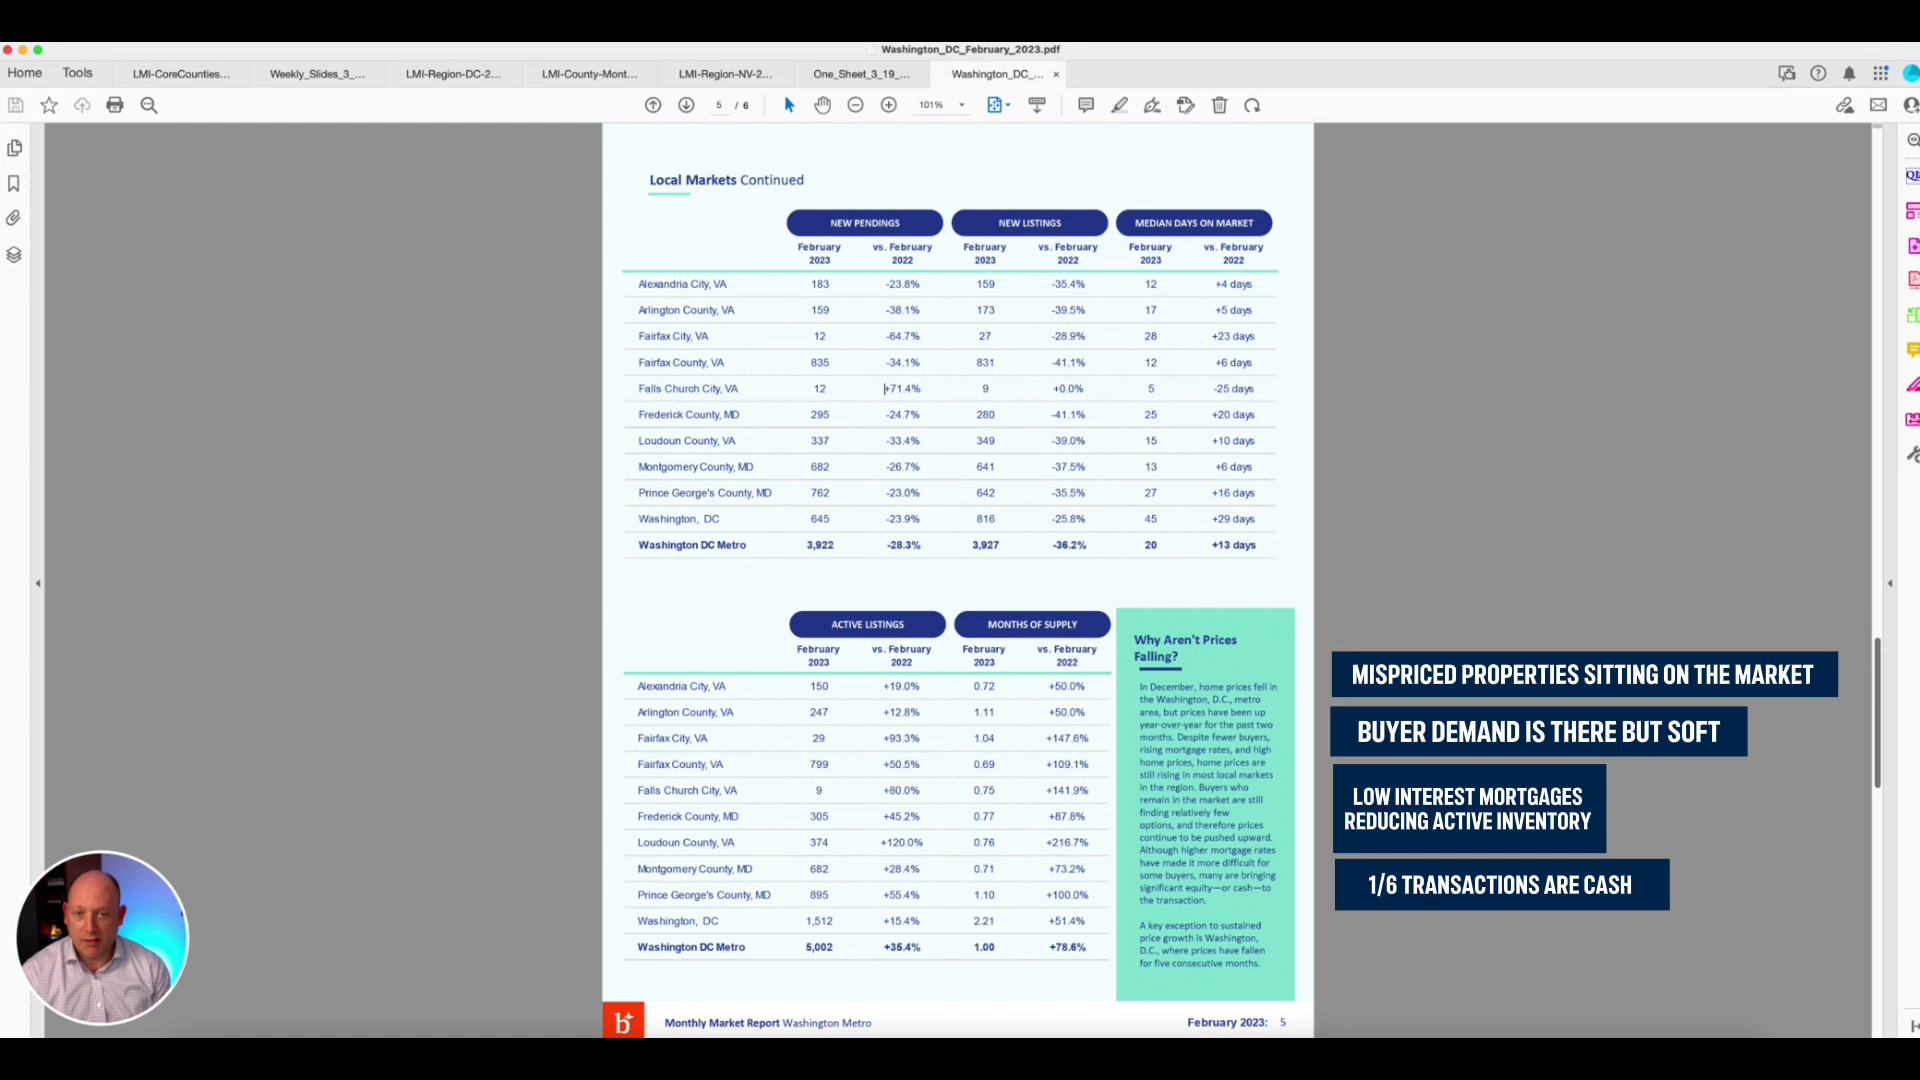 Washington_DC_February_2023.pdf
Home Tools LMI-CoreCounties... Weekly_Slides_3_... LMI-Region-DC-2... LMI-County-Mont... LMI-Region-NV-2... One_Sheet_3_19_... Washington_DC_... ×
5 / 6 101%
Local Markets Continued
NEW PENDINGS NEW LISTINGS MEDIAN DAYS ON MARKET
February vs. February February vs. February February vs. February
2023 2022 2023 2022 2023 2022
Alexandria City, VA 183 -23.8% 159 -35.4% 12 +4 days
Arlington County, VA 159 -38.1% 173 -39.5% 17 +5 days
Fairfax City, VA 12 -64.7% 27 -28.9% 28 +23 days
Fairfax County, VA 835 -34.1% 831 -41.1% 12 +6 days
Falls Church City, VA 12 +71.4% 9 +0.0% 5 -25 days
Frederick County, MD 295 -24.7% 280 -41.1% 25 +20 days
Loudoun County, VA 337 -33.4% 349 -39.0% 15 +10 days
Montgomery County, MD 682 -26.7% 641 -37.5% 13 +6 days
Prince George's County, MD 762 -23.0% 642 -35.5% 27 +16 days
Washington, DC 645 -23.9% 816 -25.8% 45 +29 days
Washington DC Metro 3,922 -28.3% 3,927 -36.2% 20 +13 days
ACTIVE LISTINGS MONTHS OF SUPPLY
February vs. February February vs. February
2023 2022 2023 2022
Alexandria City, VA 150 +19.0% 0.72 +50.0%
Arlington County, VA 247 +12.8% 1.11 +50.0%
Fairfax City, VA 29 +93.3% 1.04 +147.6%
Fairfax County, VA 799 +50.5% 0.69 +109.1%
Falls Church City, VA 9 +80.0% 0.75 +141.9%
Frederick County, MD 305 +45.2% 0.77 +87.8%
Loudoun County, VA 374 +120.0% 0.76 +216.7%
Montgomery County, MD 682 +28.4% 0.71 +73.2%
Prince George's County, MD 895 +55.4% 1.10 +100.0%
Washington, DC 1,512 +15.4% 2.21 +51.4%
Washington DC Metro 5,002 +35.4% 1.00 +78.6%
Why Aren't Prices
Falling?
In December, home prices fell in
the Washington, D.C., metro
area, but prices have been up
year-over-year for the past two
months. Despite fewer buyers,
rising mortgage rates, and high
home prices, home prices are
still rising in most local markets
in the region. Buyers who
remain in the market are still
finding relatively few
options, and therefore prices
continue to be pushed upward.
Although higher mortgage rates
have made it more difficult for
some buyers, many are bringing
significant equity—or cash—to
the transaction.
A key exception to sustained
price growth is Washington,
D.C., where prices have fallen
for five consecutive months.
MISPRICED PROPERTIES SITTING ON THE MARKET
BUYER DEMAND IS THERE BUT SOFT
LOW INTEREST MORTGAGES
REDUCING ACTIVE INVENTORY
1/6 TRANSACTIONS ARE CASH
b Monthly Market Report Washington Metro February 2023: 5